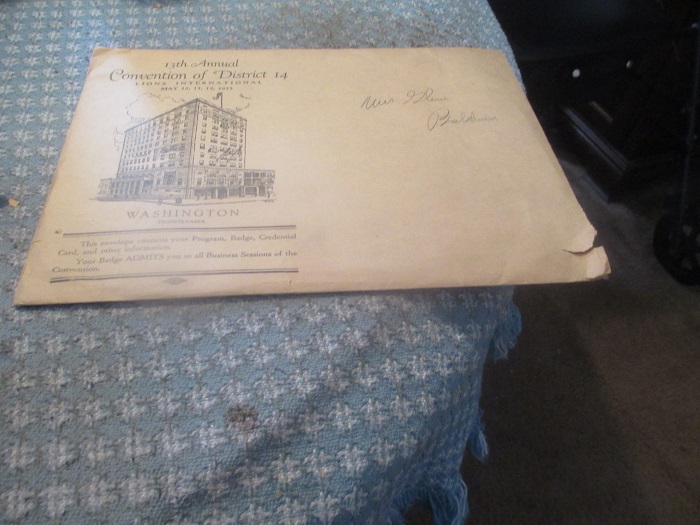 13th Annual
Convention of District 14
LIONS INTERNATIONAL
WASHINGTON
PENNSYLVANIA
This envelope contains your Program, Badge, Credential
Card, and other information.
Your Badge ADMITS you to all Business Sessions of the
Convention.